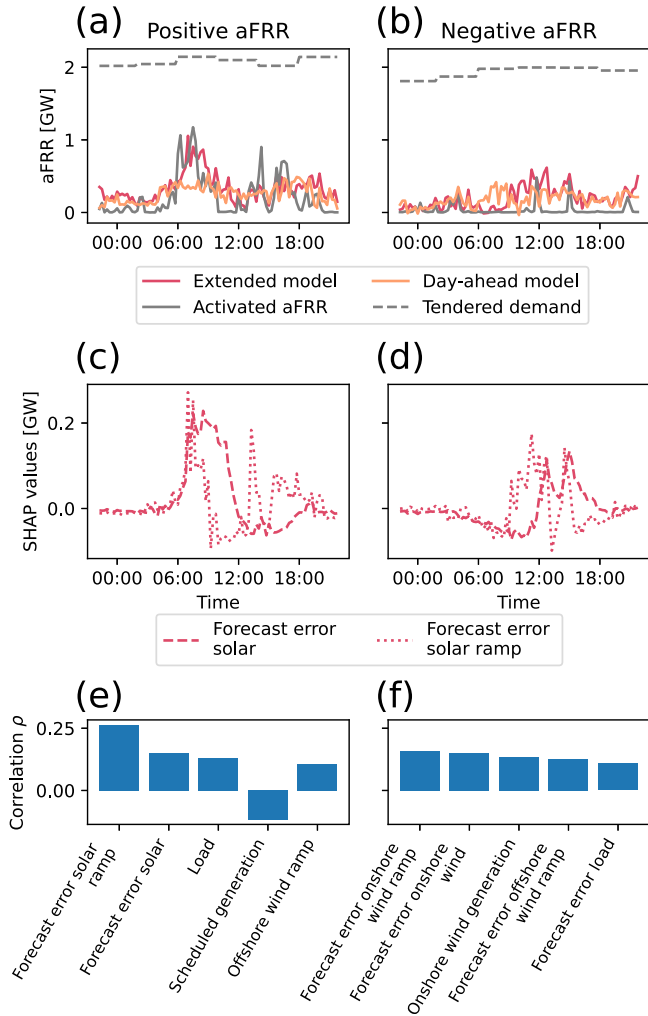 (a)
Positive aFRR
(b)
Negative aFRR
aFRR [GW]
2
1
0
00:00
06:00
12:00
18:00
00:00
06:00
12:00
18:00
Extended model
Day-ahead model
Activated aFRR
Tendered demand
(c)
(d)
SHAP values [GW]
0.2
0.0
00:00
06:00
12:00
18:00
Time
00:00
06:00
12:00
18:00
Time
Forecast error
solar
Forecast error
solar ramp
(e)
(f)
Correlation ρ
0.25
0.00
Forecast error solar
ramp
Forecast error solar
Load
Scheduled generation
Offshore wind ramp
Forecast error onshore
wind ramp
Forecast error onshore
wind
Onshore wind generation
Forecast error offshore
wind ramp
Forecast error load